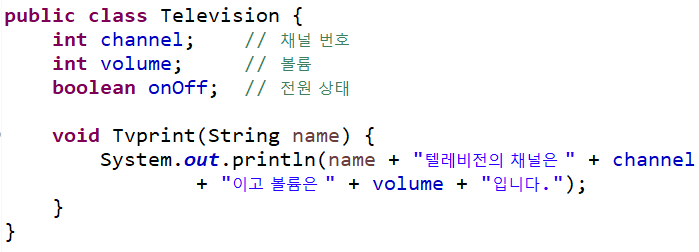 public class Television {
    int channel;    // 채널 번호
    int volume;     // 볼륨
    boolean onOff;  // 전원 상태

    void Tvprint(String name) {
        System.out.println(name + "텔레비전의 채널은 " + channel
                + "이고 볼륨은 " + volume + "입니다.");
    }
}